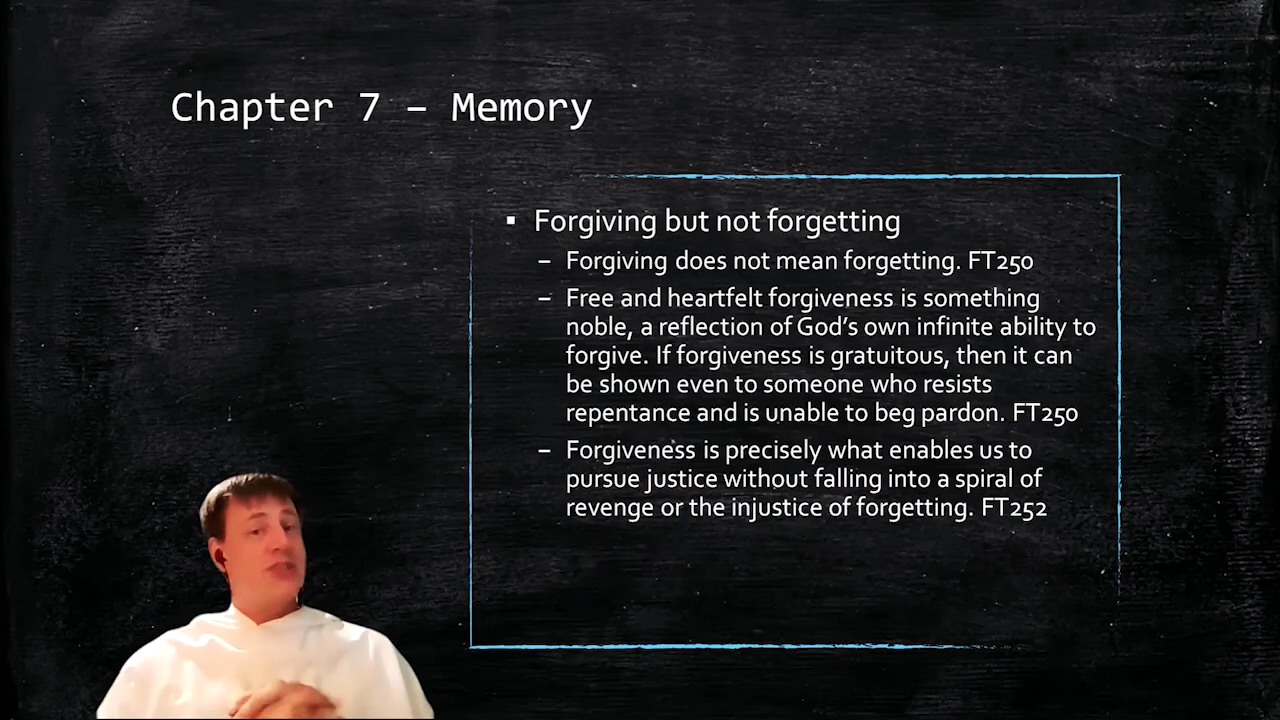 Chapter 7 – Memory
▪ Forgiving but not forgetting
– Forgiving does not mean forgetting. FT250
– Free and heartfelt forgiveness is something
noble, a reflection of God's own infinite ability to
forgive. If forgiveness is gratuitous, then it can
be shown even to someone who resists
repentance and is unable to beg pardon. FT250
– Forgiveness is precisely what enables us to
pursue justice without falling into a spiral of
revenge or the injustice of forgetting. FT252